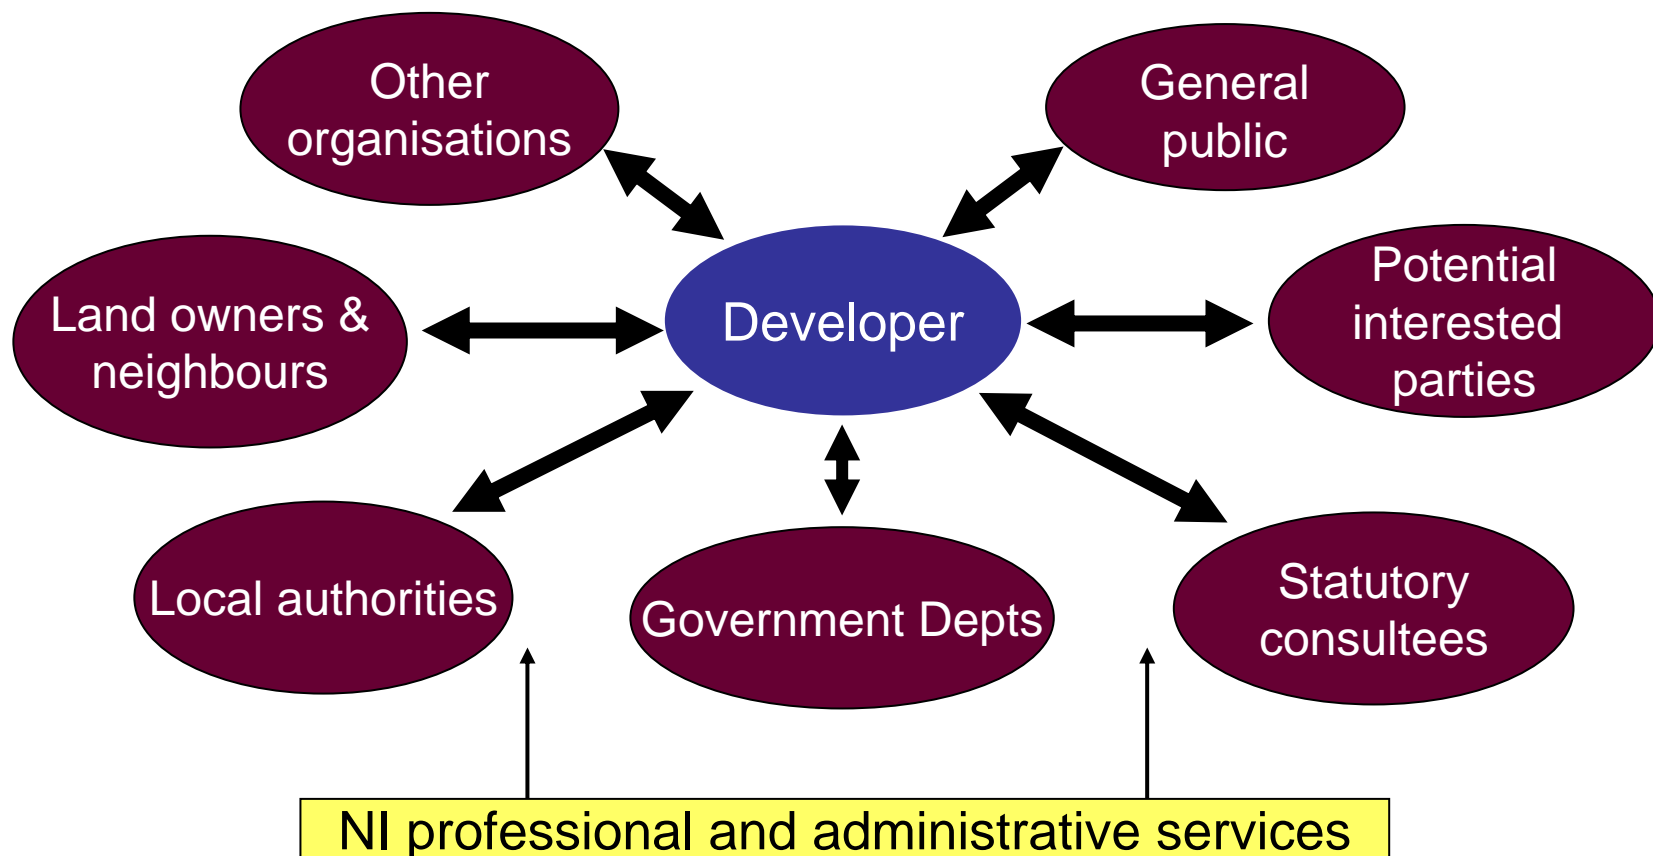 Other
organisations
General
public
Land owners &
neighbours
Developer
Potential
interested
parties
Local authorities
Government Depts
Statutory
consultees
NI professional and administrative services